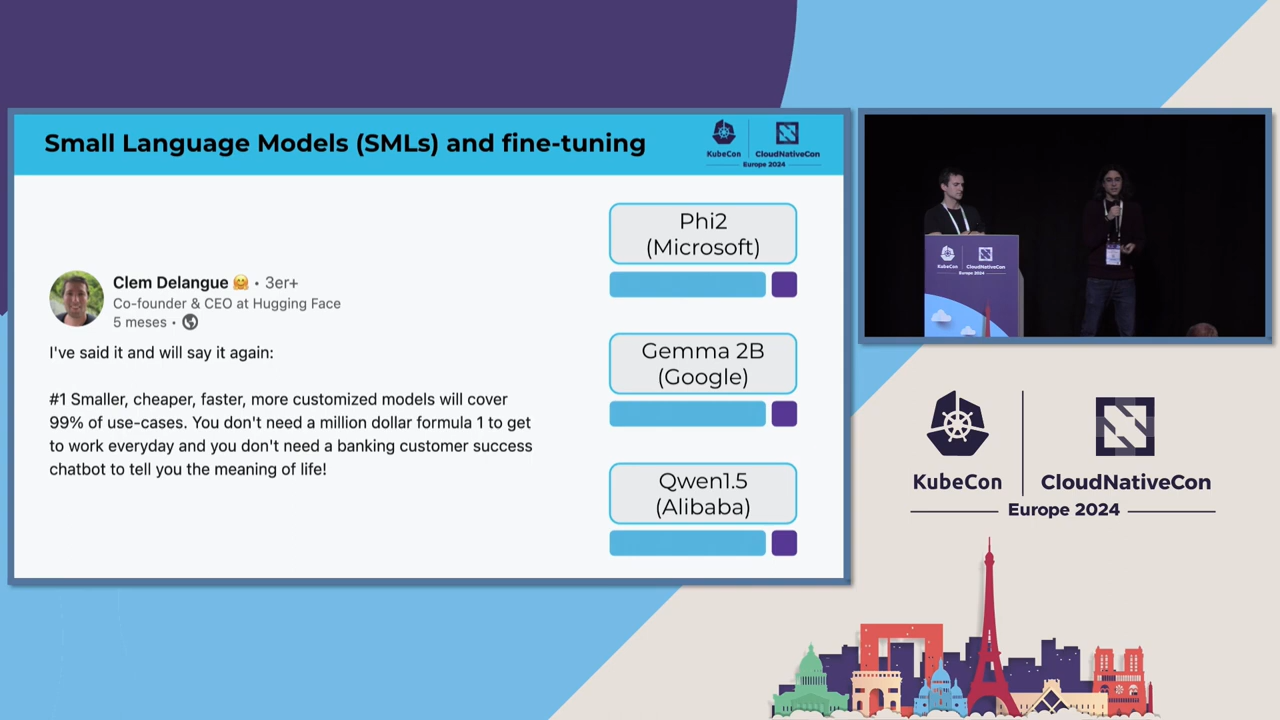 Small Language Models (SMLs) and fine-tuning
KubeCon
CloudNativeCon
Europe 2024
Clem Delangue 🤗 • 3er+
Co-founder & CEO at Hugging Face
5 meses •
I've said it and will say it again:
#1 Smaller, cheaper, faster, more customized models will cover
99% of use-cases. You don't need a million dollar formula 1 to get
to work everyday and you don't need a banking customer success
chatbot to tell you the meaning of life!
Phi2
(Microsoft)
Gemma 2B
(Google)
Qwen1.5
(Alibaba)
KubeCon
CloudNativeCon
Europe 2024
KubeCon
CloudNativeCon
Europe 2024